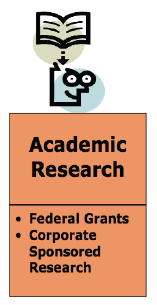 Academic
Research
• Federal Grants
• Corporate
Sponsored
Research